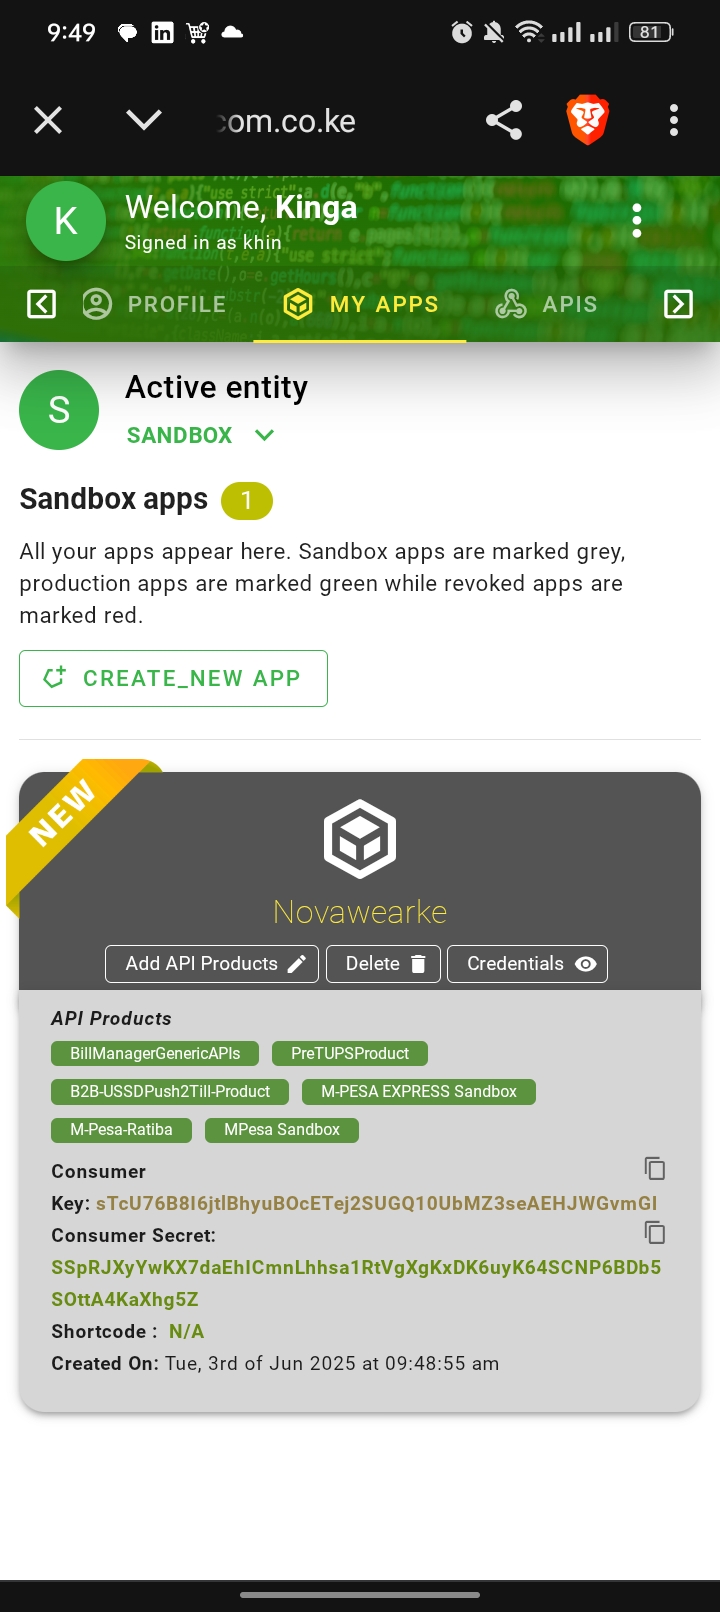 9:49
81
com.co.ke
K
Welcome, Kinga
Signed in as khin
PROFILE
MY APPS
APIS
S
Active entity
SANDBOX
Sandbox apps 1
All your apps appear here. Sandbox apps are marked grey,
production apps are marked green while revoked apps are
marked red.
CREATE_NEW APP
NEW
Novawearke
Add API Products
Delete
Credentials
API Products
BillManagerGenericAPIs
PreTUPSProduct
B2B-USSDPush2Till-Product
M-PESA EXPRESS Sandbox
M-Pesa-Ratiba
MPesa Sandbox
Consumer
Key: sTcU76B8I6jtlBhyuBOcETej2SUGQ10UbMZ3seAEHJWGvmGI
Consumer Secret:
SSpRJXyYwKX7daEhICmnLhhsa1RtVgXgKxDK6uyK64SCNP6BDb5
SOttA4KaXhg5Z
Shortcode : N/A
Created On: Tue, 3rd of Jun 2025 at 09:48:55 am